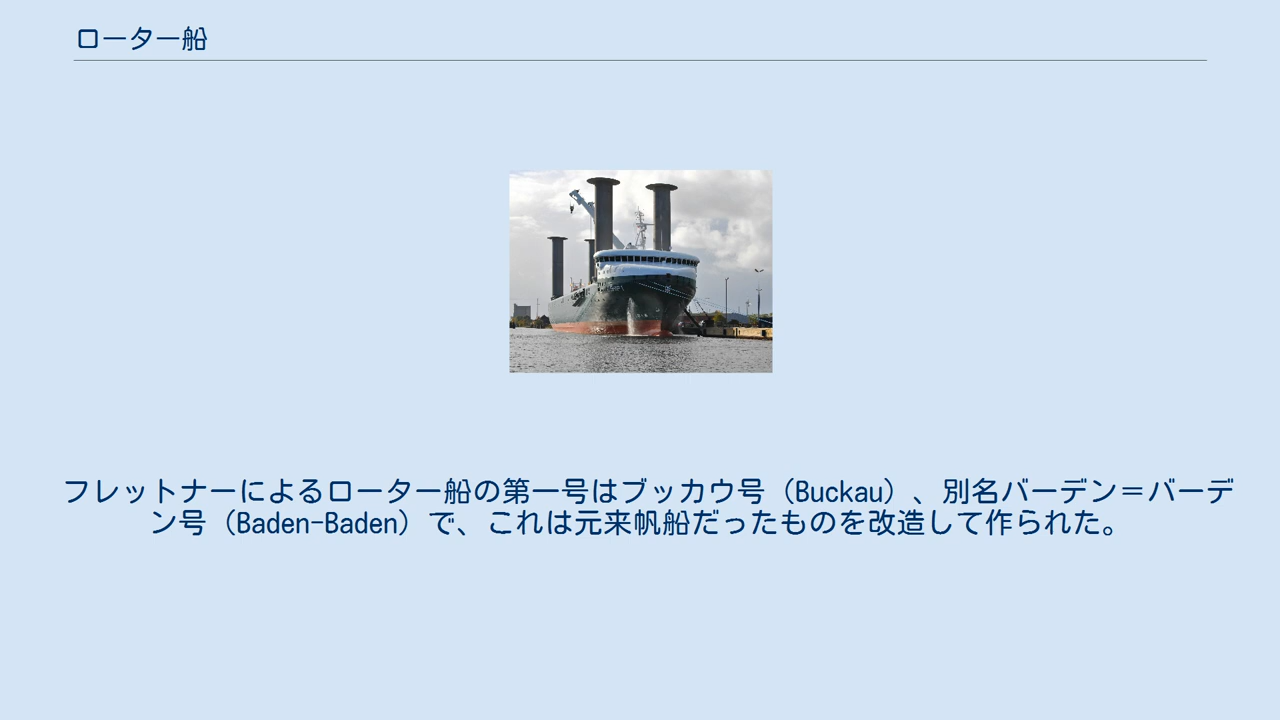 ローター船
フレットナーによるローター船の第一号はブッカウ号（Buckau）、別名バーデン＝バーデ
ン号（Baden-Baden）で、これは元来帆船だったものを改造して作られた。